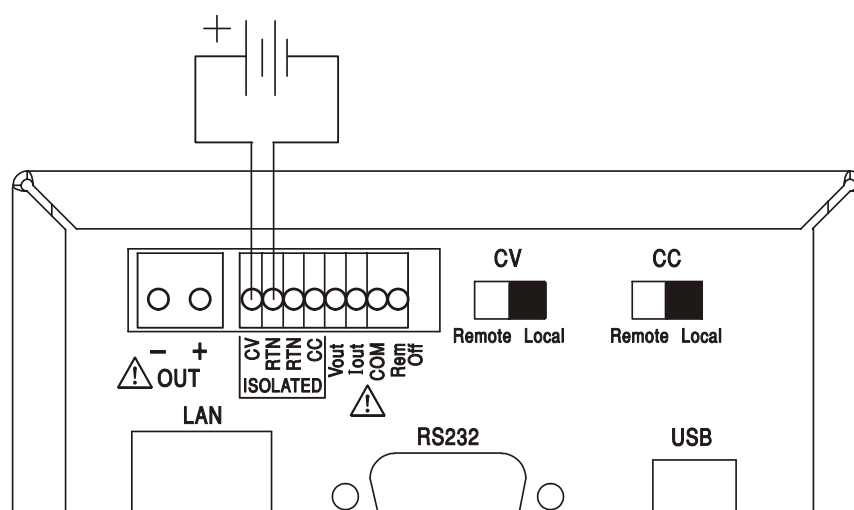 +
CV CC
Remote Local Remote Local
− +
OUT
CV
RTN
RTN
CC
Vout
Iout
COM
Rem
Off
ISOLATED
LAN
RS232
USB